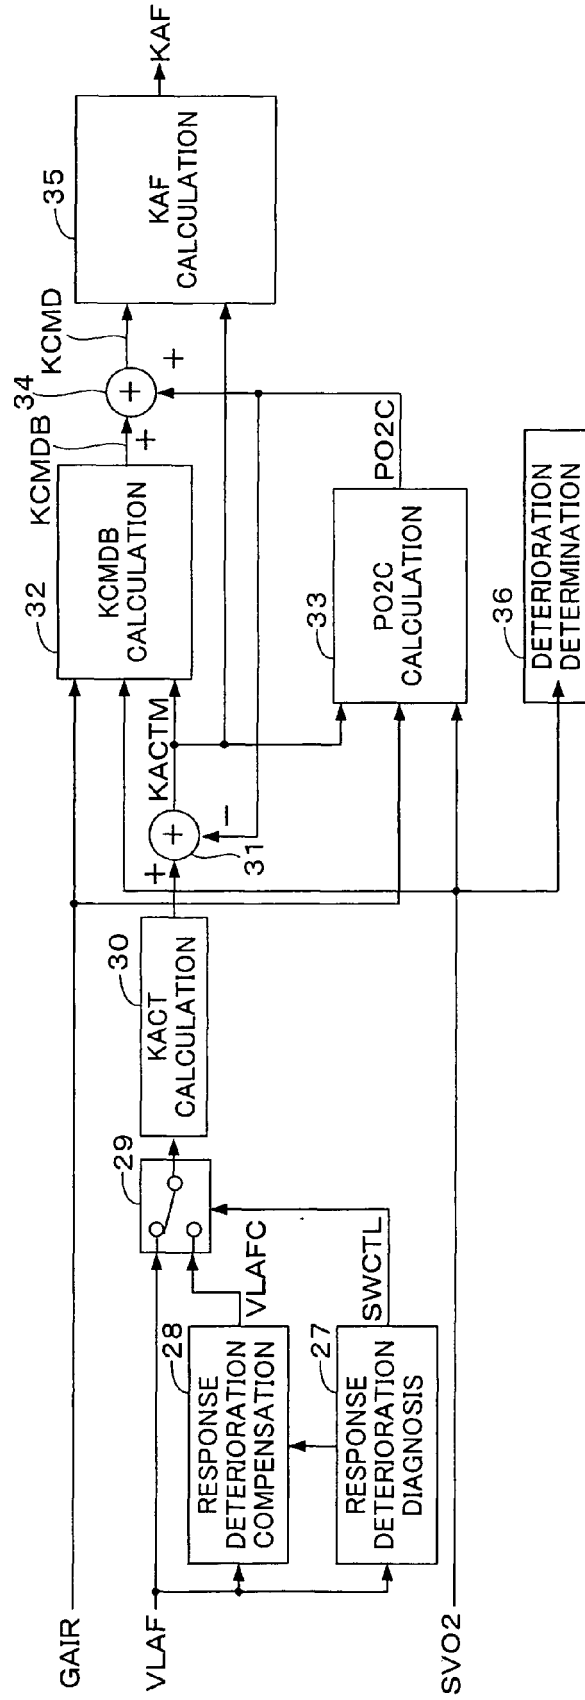 GAIR
VLAF
SVO2
28
RESPONSE
DETERIORATION
COMPENSATION
27
RESPONSE
DETERIORATION
DIAGNOSIS
VLAFC
SWCTL
29
30
KACT
CALCULATION
+
+
−
31
KACTM
32
KCMDB
CALCULATION
33
PO2C
CALCULATION
36
DETERIORATION
DETERMINATION
KCMDB
+
34
+
+
PO2C
KCMD
35
KAF
CALCULATION
KAF